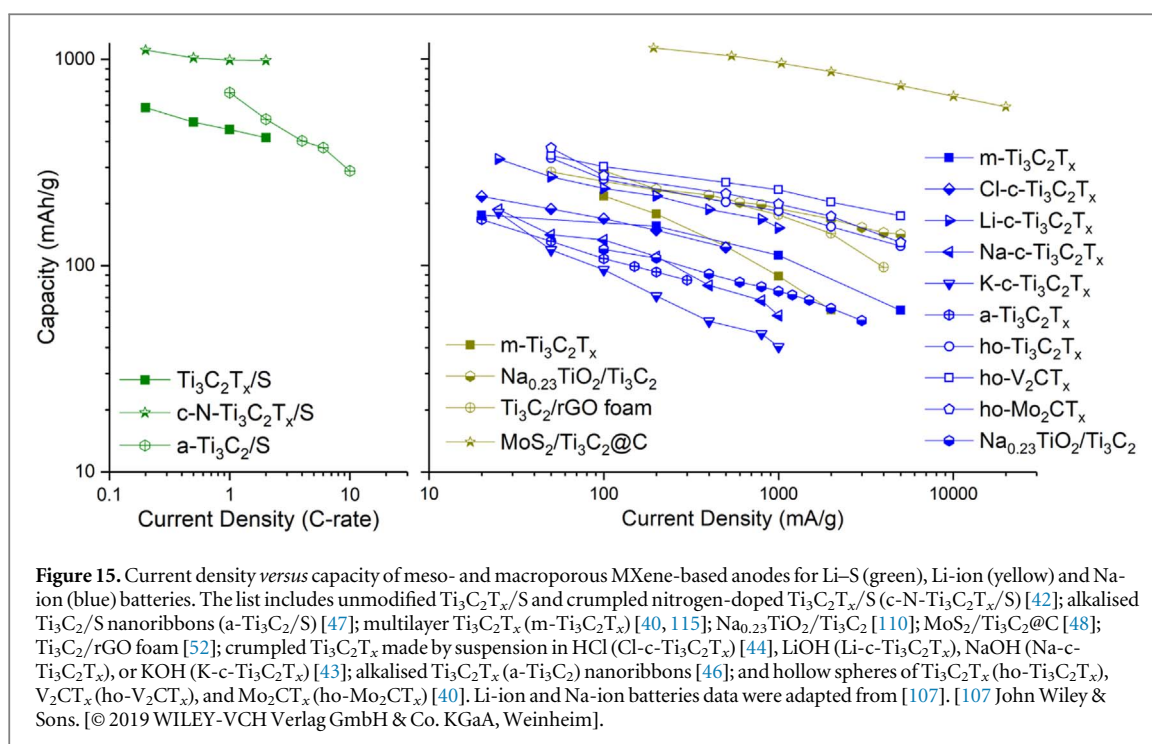 1000
100
10
Capacity (mAh/g)
Ti₃C₂Tₓ/S
c-N-Ti₃C₂Tₓ/S
a-Ti₃C₂/S
0.1 1 10
Current Density (C-rate)
m-Ti₃C₂Tₓ
Na₀.₂₃TiO₂/Ti₃C₂
Ti₃C₂/rGO foam
MoS₂/Ti₃C₂@C
m-Ti₃C₂Tₓ
Cl-c-Ti₃C₂Tₓ
Li-c-Ti₃C₂Tₓ
Na-c-Ti₃C₂Tₓ
K-c-Ti₃C₂Tₓ
a-Ti₃C₂Tₓ
ho-Ti₃C₂Tₓ
ho-V₂CTₓ
ho-Mo₂CTₓ
Na₀.₂₃TiO₂/Ti₃C₂
10 100 1000 10000
Current Density (mA/g)
Figure 15. Current density versus capacity of meso- and macroporous MXene-based anodes for Li–S (green), Li-ion (yellow) and Na-
ion (blue) batteries. The list includes unmodified Ti₃C₂Tₓ/S and crumpled nitrogen-doped Ti₃C₂Tₓ/S (c-N-Ti₃C₂Tₓ/S) [42]; alkalised
Ti₃C₂/S nanoribbons (a-Ti₃C₂/S) [47]; multilayer Ti₃C₂Tₓ (m-Ti₃C₂Tₓ) [40, 115]; Na₀.₂₃TiO₂/Ti₃C₂ [110]; MoS₂/Ti₃C₂@C [48];
Ti₃C₂/rGO foam [52]; crumpled Ti₃C₂Tₓ made by suspension in HCl (Cl-c-Ti₃C₂Tₓ) [44], LiOH (Li-c-Ti₃C₂Tₓ), NaOH (Na-c-
Ti₃C₂Tₓ), or KOH (K-c-Ti₃C₂Tₓ) [43]; alkalised Ti₃C₂Tₓ (a-Ti₃C₂) nanoribbons [46]; and hollow spheres of Ti₃C₂Tₓ (ho-Ti₃C₂Tₓ),
V₂CTₓ (ho-V₂CTₓ), and Mo₂CTₓ (ho-Mo₂CTₓ) [40]. Li-ion and Na-ion batteries data were adapted from [107]. [107 John Wiley &
Sons. [© 2019 WILEY-VCH Verlag GmbH & Co. KGaA, Weinheim].